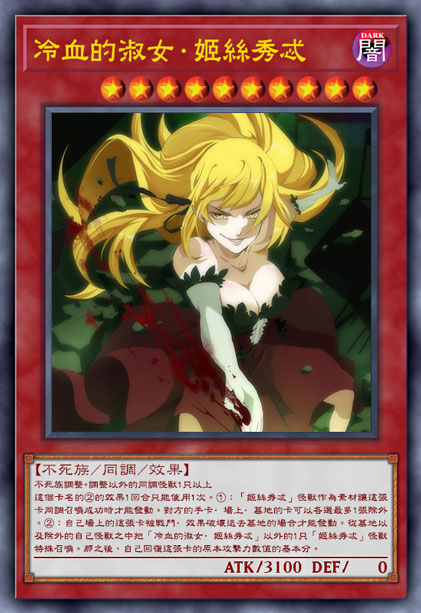 冷血的淑女·姬絲秀忒
DARK
闇
【不死族/同調/效果】
不死族調整+調整以外的同調怪獸1只以上
這個卡名的②的效果1回合只能使用1次。①：「姬絲秀忒」怪獸作為素材讓這張
卡同調召喚成功時才能發動。對方的手卡，場上，墓地的卡可以各選最多1張除外
。②：自己場上的這張卡被戰鬥，效果破壞送去墓地的場合才能發動。從墓地以
及除外的自己怪獸之中把「冷血的淑女·姬絲秀忒」以外的1只「姬絲秀忒」怪獸
特殊召喚。那之後，自己回復這張卡的原本攻擊力數值的基本分。
ATK/3100 DEF/ 0